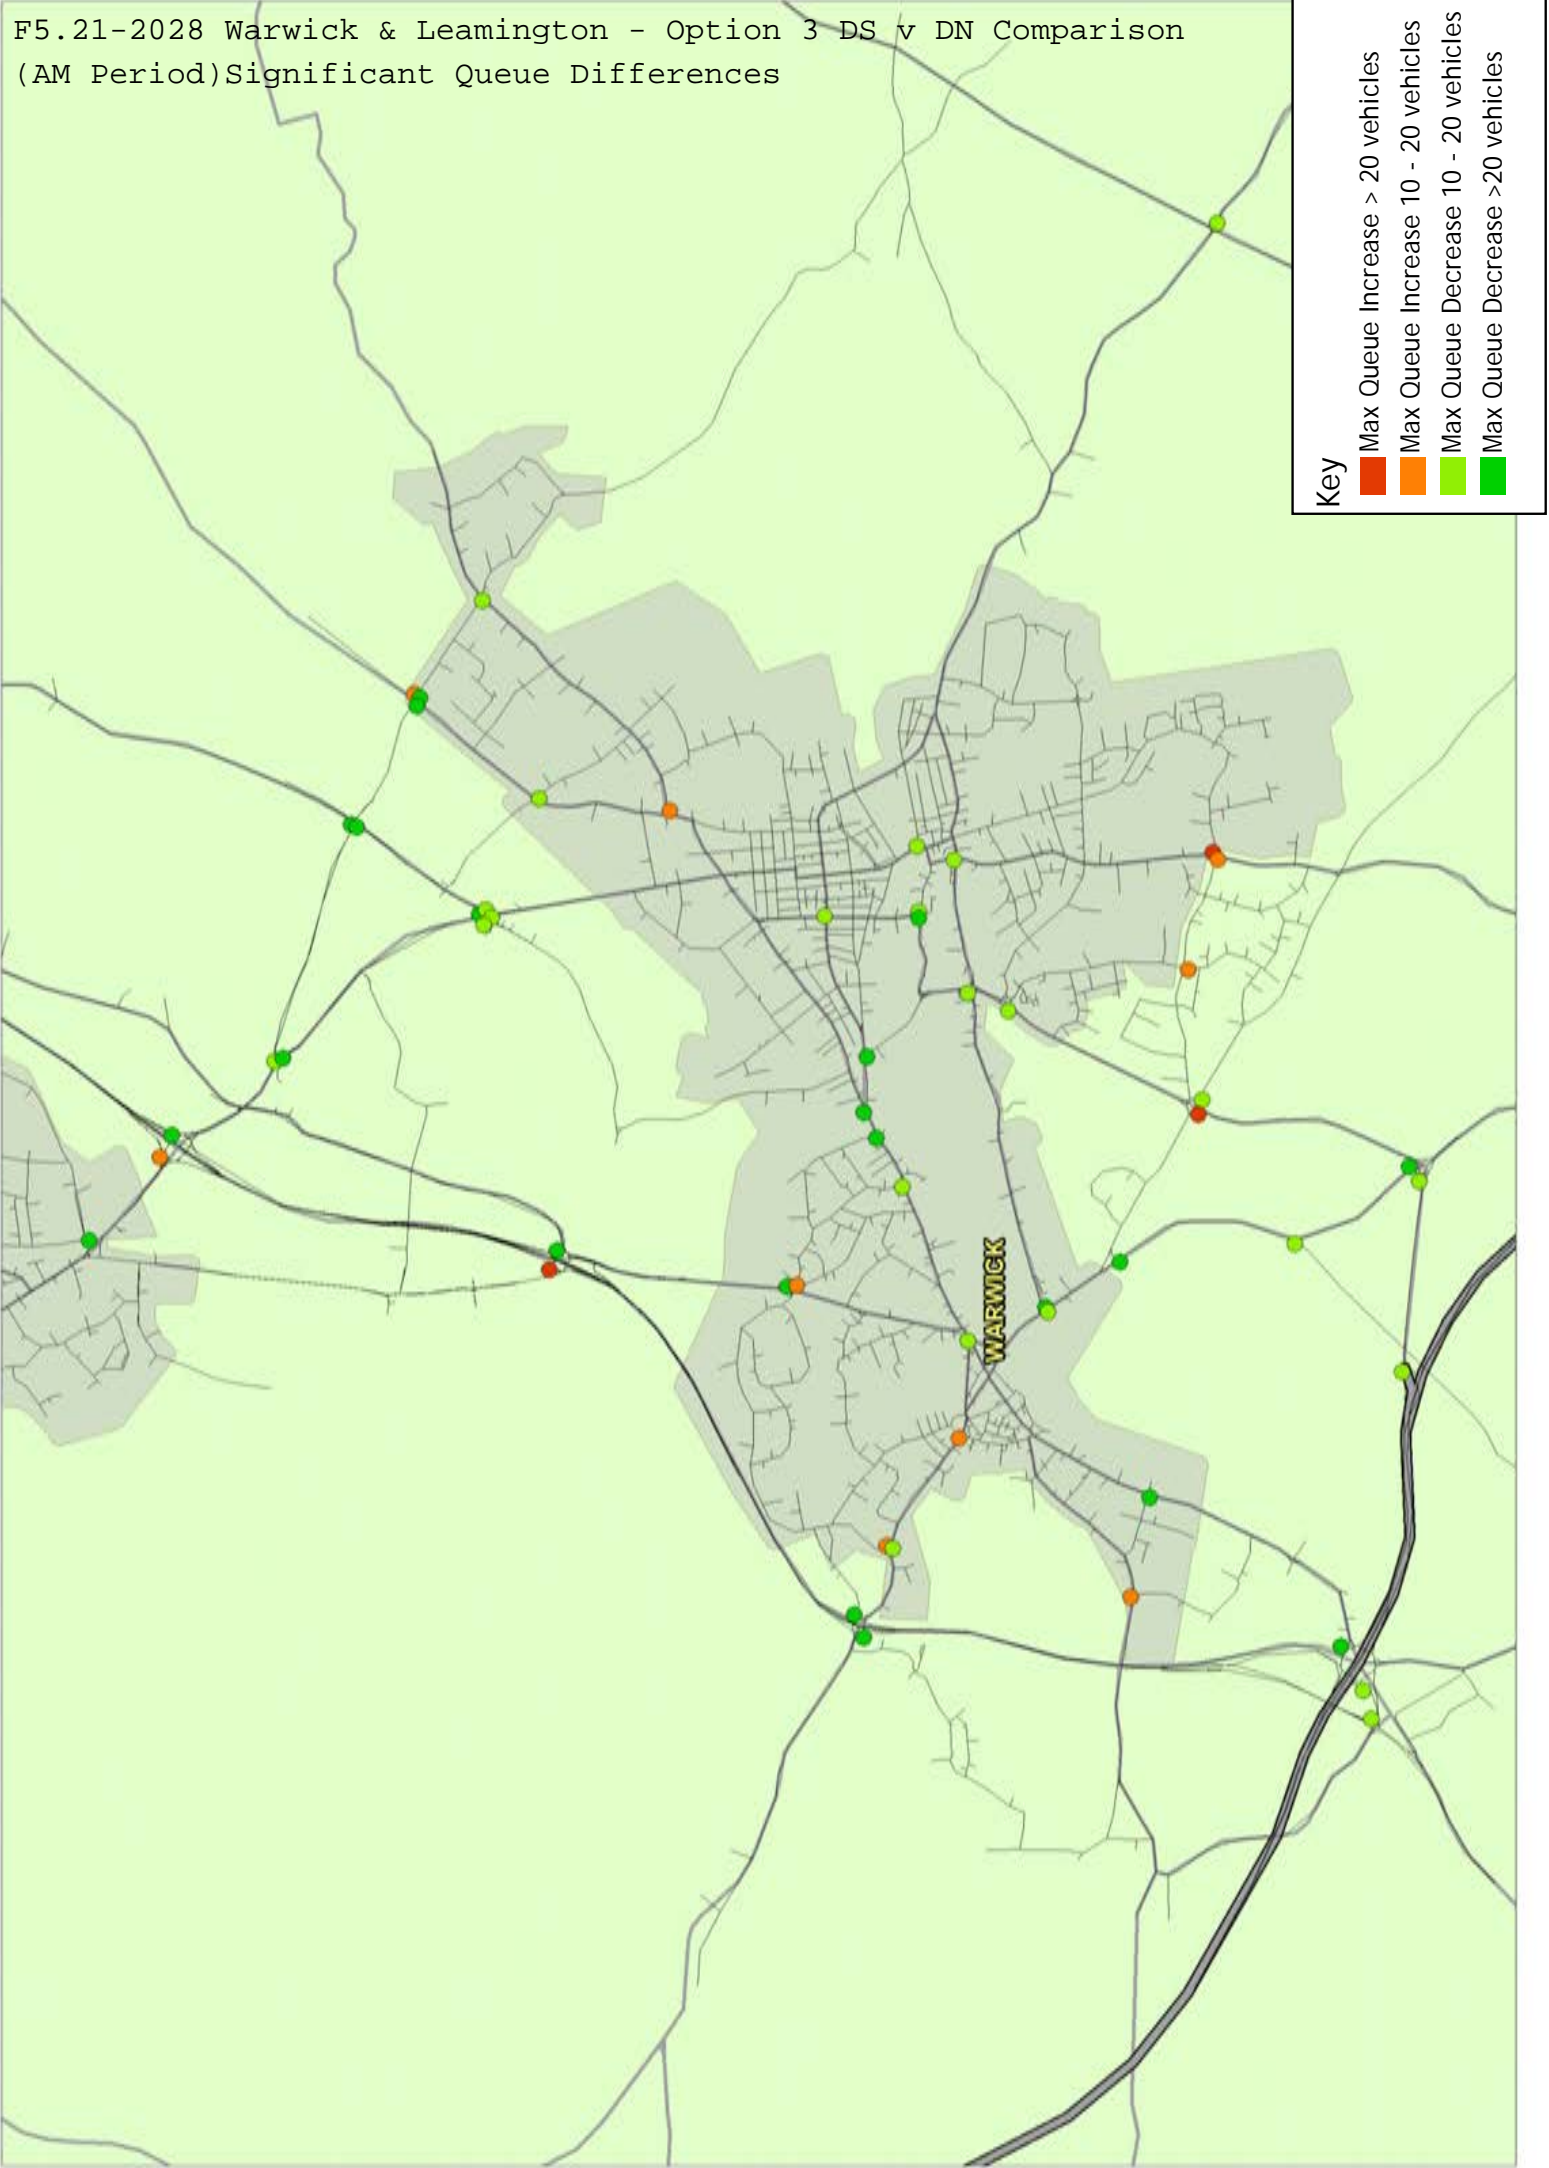 F5.21-2028 Warwick & Leamington - Option 3 DS v DN Comparison
(AM Period)Significant Queue Differences
Key
Max Queue Increase > 20 vehicles
Max Queue Increase 10 - 20 vehicles
Max Queue Decrease 10 - 20 vehicles
Max Queue Decrease >20 vehicles
WARWICK